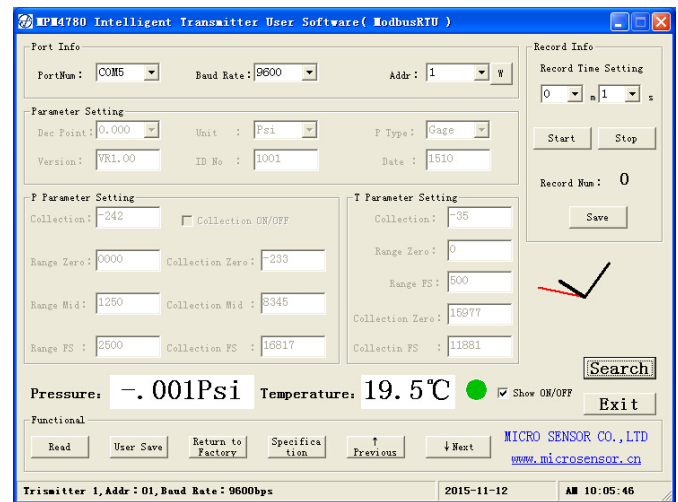 MPM4780 Intelligent Transmitter User Software( ModbusRTU )
Port Info
PortNum: COM5 Baud Rate: 9600 Addr: 1 W
Parameter Setting
Dec Point: 0.000 Unit : Psi P Type: Gage
Version: VR1.00 ID No : 1001 Date : 1510
P Parameter Setting
Collection: -242 Collection ON/OFF
Range Zero: 0000 Collection Zero: -233
Range Mid: 1250 Collection Mid : 8345
Range FS : 2500 Collection FS : 16817
T Parameter Setting
Collection: -35
Range Zero: 0
Range FS: 500
Collection Zero: 15977
Collectin FS : 11881
Record Info
Record Time Setting
0 m 1 s
Start Stop
Record Num: 0
Save
Search
Pressure: -.001Psi Temperature: 19.5℃ Show ON/OFF
Exit
Functional
Read User Save Return to Factory Specifica tion ↑ Previous ↓Next
MICRO SENSOR CO.,LTD
www.microsensor.cn
Trismitter 1,Addr:01,Baud Rate:9600bps 2015-11-12 AM 10:05:46